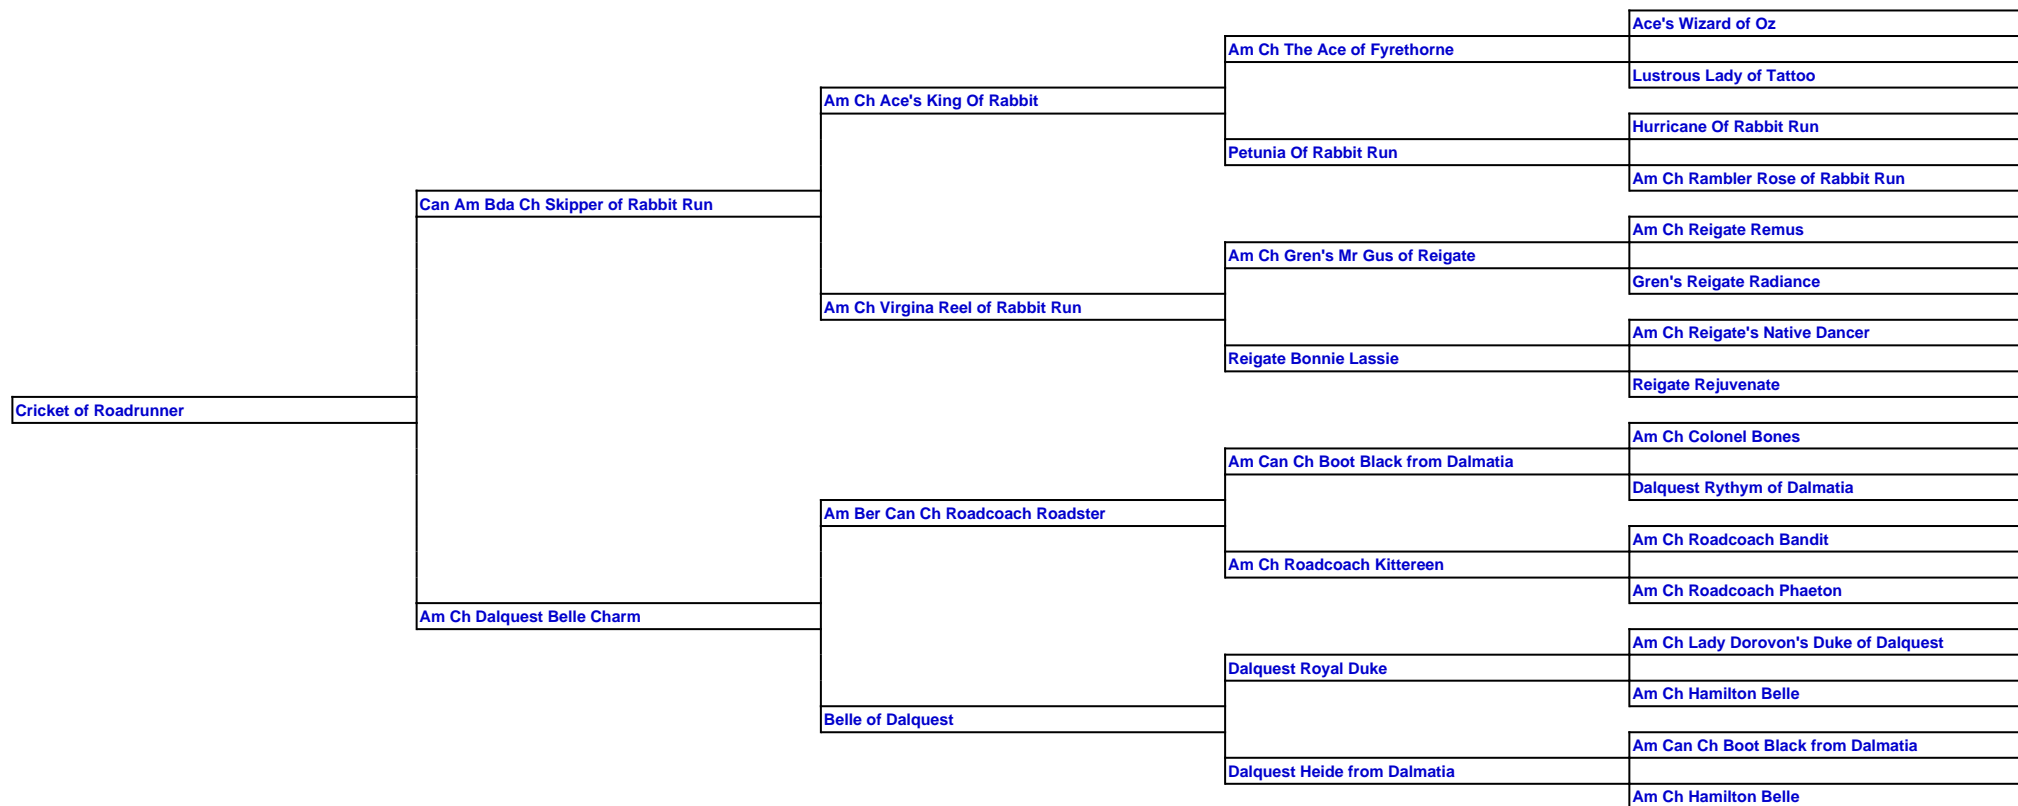 Ace's Wizard of Oz
Am Ch The Ace of Fyrethorne
Lustrous Lady of Tattoo
Am Ch Ace's King Of Rabbit
Hurricane Of Rabbit Run
Petunia Of Rabbit Run
Am Ch Rambler Rose of Rabbit Run
Can Am Bda Ch Skipper of Rabbit Run
Am Ch Reigate Remus
Am Ch Gren's Mr Gus of Reigate
Gren's Reigate Radiance
Am Ch Virgina Reel of Rabbit Run
Am Ch Reigate's Native Dancer
Reigate Bonnie Lassie
Reigate Rejuvenate
Cricket of Roadrunner
Am Ch Colonel Bones
Am Can Ch Boot Black from Dalmatia
Dalquest Rythym of Dalmatia
Am Ber Can Ch Roadcoach Roadster
Am Ch Roadcoach Bandit
Am Ch Roadcoach Kittereen
Am Ch Roadcoach Phaeton
Am Ch Dalquest Belle Charm
Am Ch Lady Dorovon's Duke of Dalquest
Dalquest Royal Duke
Am Ch Hamilton Belle
Belle of Dalquest
Am Can Ch Boot Black from Dalmatia
Dalquest Heide from Dalmatia
Am Ch Hamilton Belle